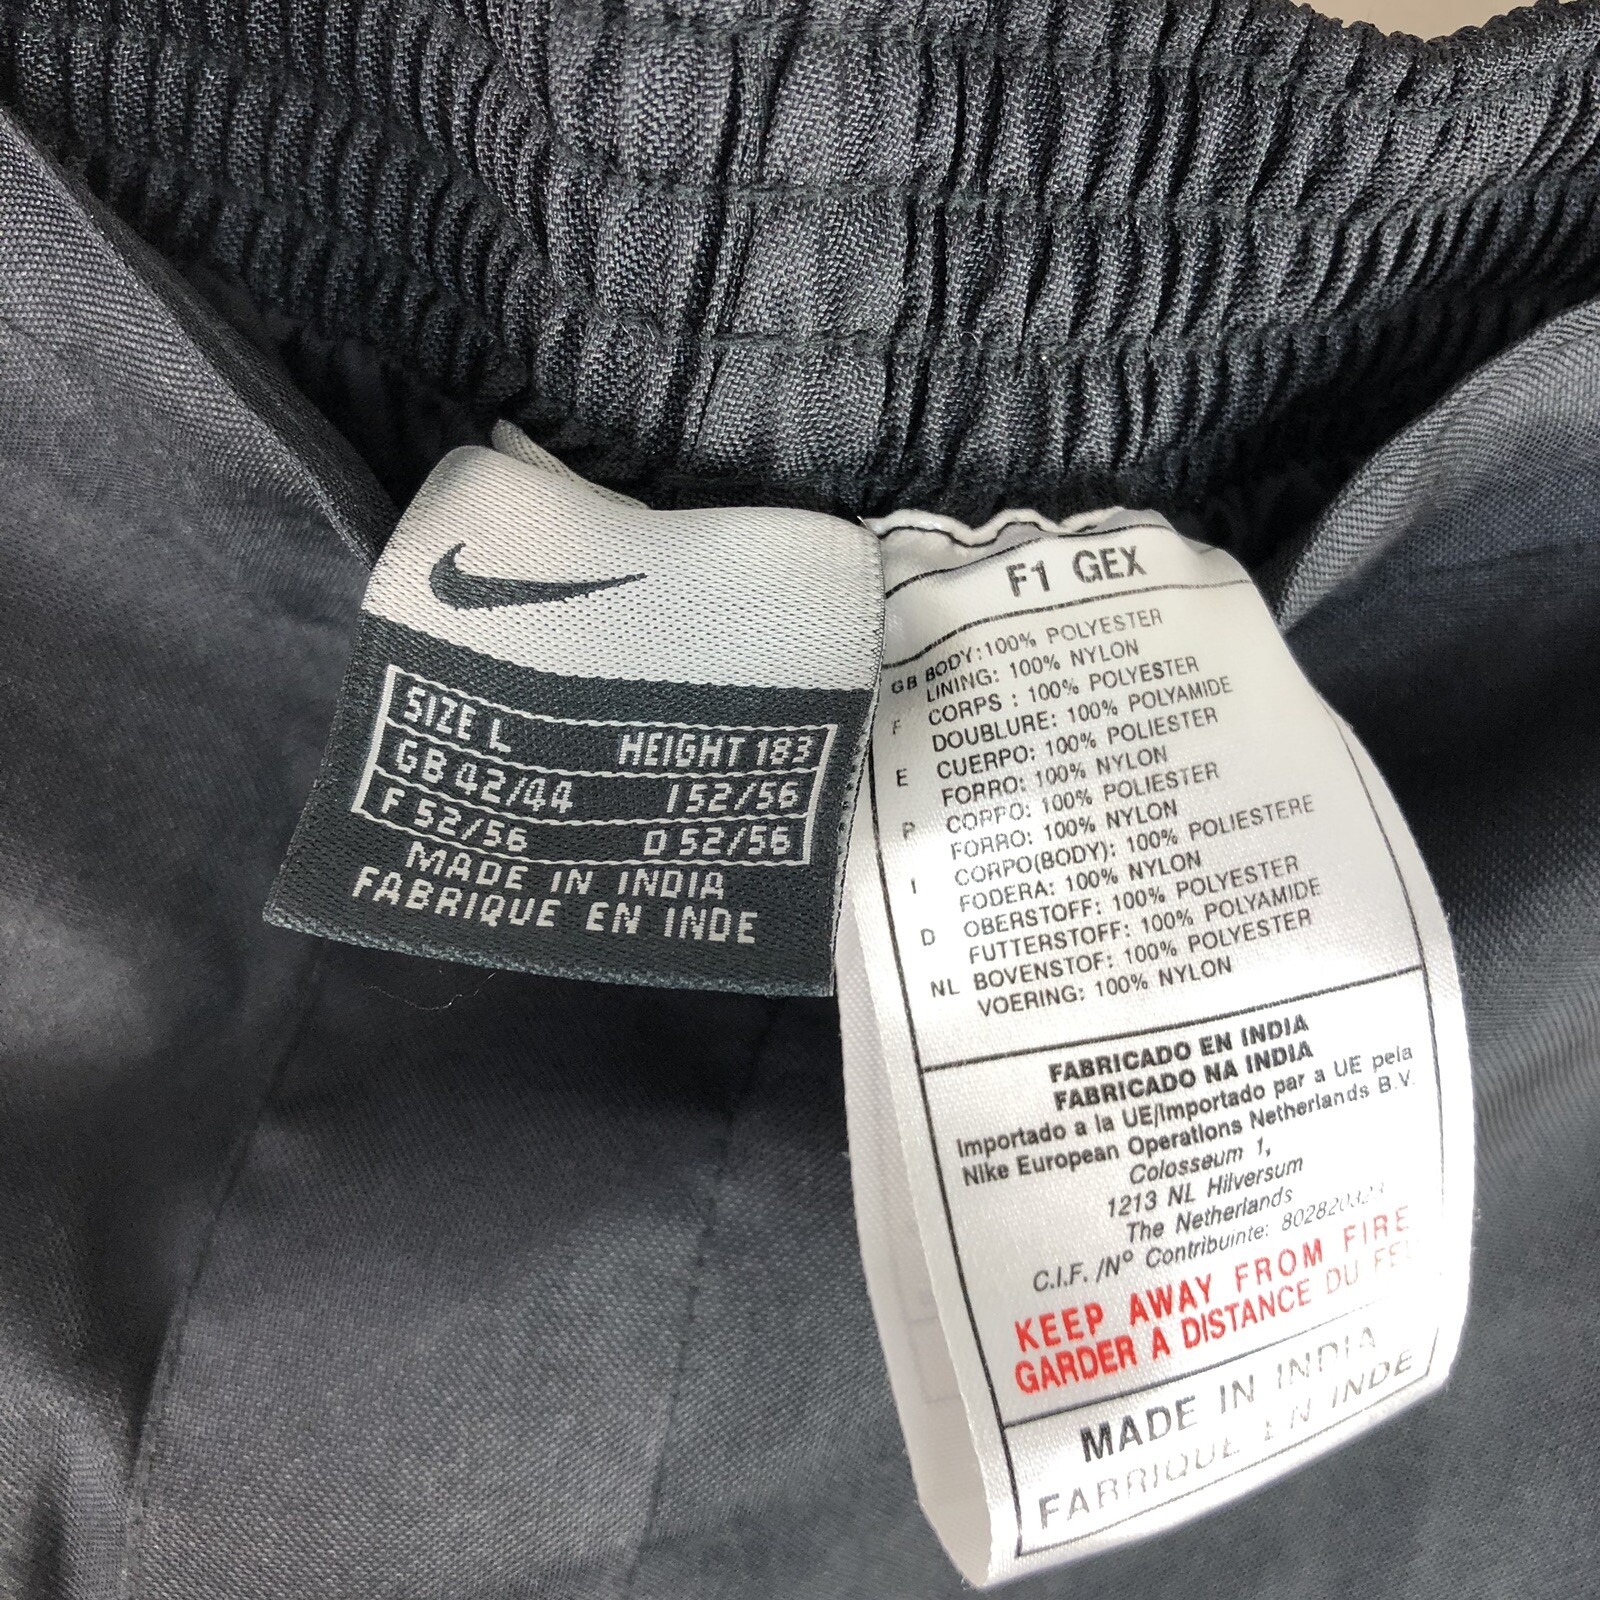 SIZE L HEIGHT 183
GB 42/44 I 52/56
F 52/56 D 52/56
MADE IN INDIA
FABRIQUE EN INDE
F1 GEX
GB BODY:100% POLYESTER
LINING: 100% NYLON
F CORPS : 100% POLYESTER
DOUBLURE: 100% POLYAMIDE
E CUERPO: 100% POLIESTER
FORRO: 100% NYLON
P CORPO: 100% POLIESTER
FORRO: 100% NYLON
I CORPO(BODY): 100% POLIESTERE
FODERA: 100% NYLON
D OBERSTOFF: 100% POLYESTER
FUTTERSTOFF: 100% POLYAMIDE
NL BOVENSTOF: 100% POLYESTER
VOERING: 100% NYLON
FABRICADO EN INDIA
FABRICADO NA INDIA
Importado a la UE/Importado par a UE pela
Nike European Operations Netherlands B.V.
Colosseum 1,
1213 NL Hilversum
The Netherlands
C.I.F. /Nº Contribuinte:
KEEP AWAY FROM FIRE
GARDER A DISTANCE DU FEU
MADE IN INDIA
FABRIQUE EN INDE